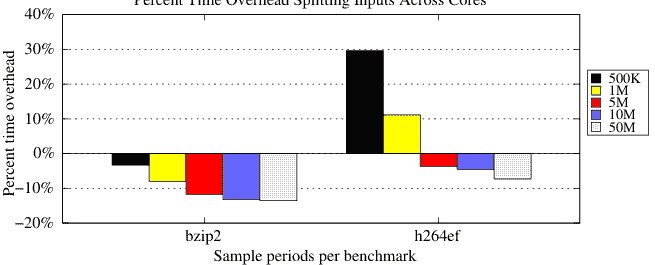 Percent Time Overhead Splitting Inputs Across Cores
40%
30%
20%
10%
0%
−10%
−20%
Percent time overhead
bzip2 h264ef
Sample periods per benchmark
500K
1M
5M
10M
50M